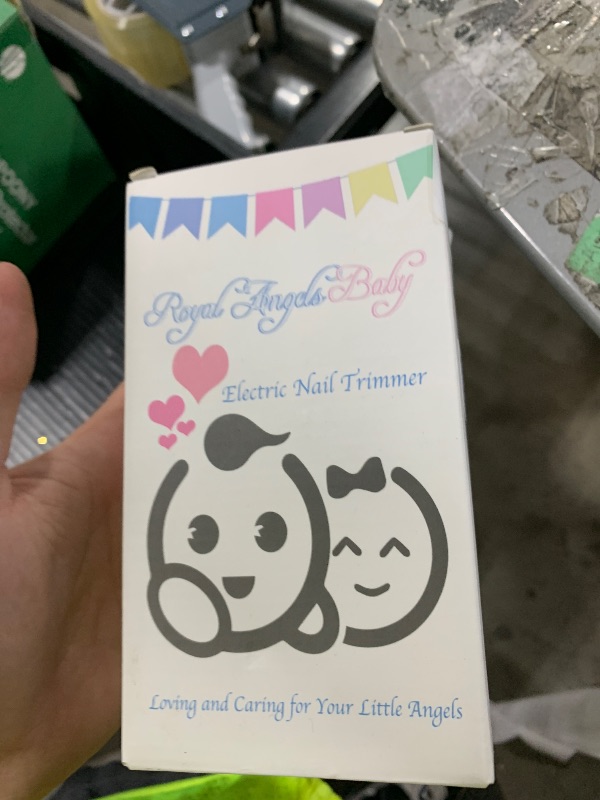 Royal Angels Baby
Electric Nail Trimmer
Loving and Caring for Your Little Angels